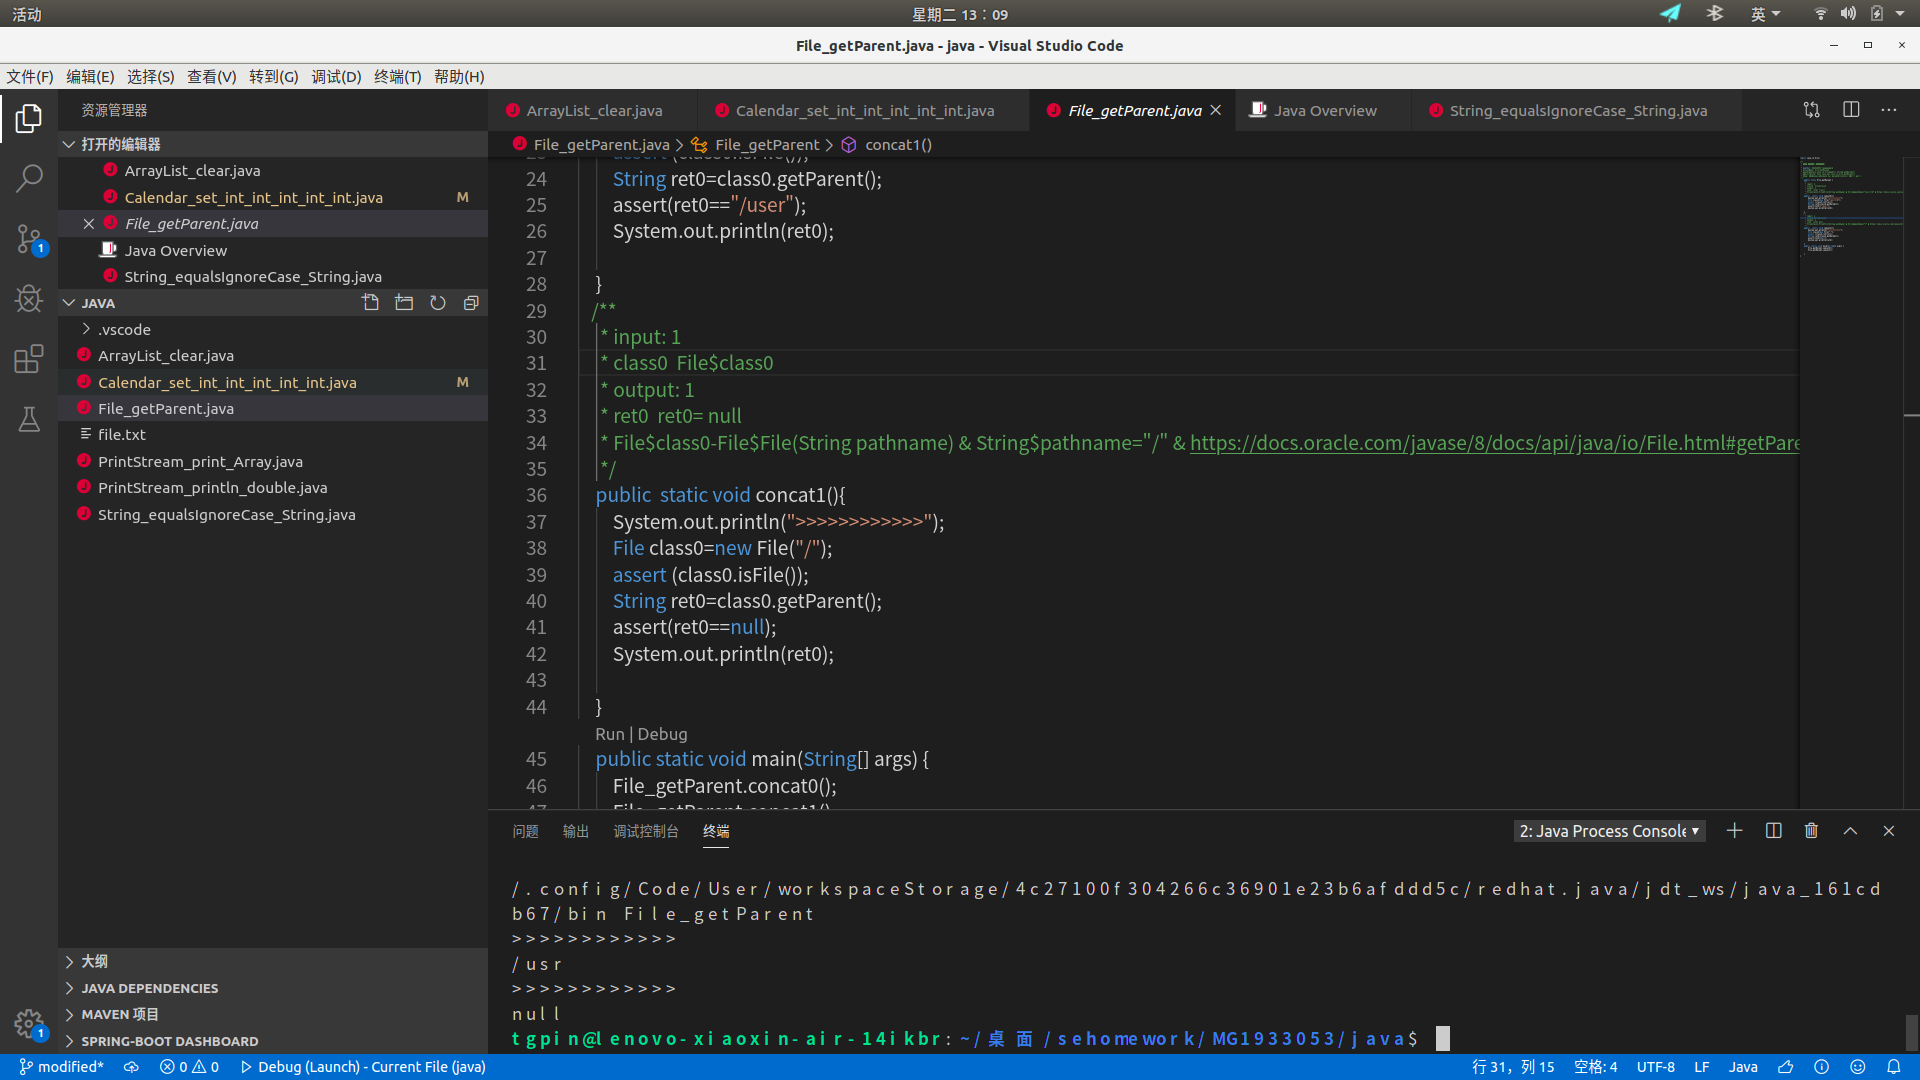 活动
星期二 13：09
英
File_getParent.java - java - Visual Studio Code
文件(F) 编辑(E) 选择(S) 查看(V) 转到(G) 调试(D) 终端(T) 帮助(H)
资源管理器
打开的编辑器
ArrayList_clear.java
Calendar_set_int_int_int_int_int.java M
File_getParent.java
Java Overview
String_equalsIgnoreCase_String.java
JAVA
.vscode
ArrayList_clear.java
Calendar_set_int_int_int_int_int.java M
File_getParent.java
file.txt
PrintStream_print_Array.java
PrintStream_println_double.java
String_equalsIgnoreCase_String.java
大纲
JAVA DEPENDENCIES
MAVEN 项目
SPRING-BOOT DASHBOARD
1
1
ArrayList_clear.java Calendar_set_int_int_int_int_int.java File_getParent.java Java Overview String_equalsIgnoreCase_String.java
File_getParent.java > File_getParent > concat1()
24 String ret0=class0.getParent();
25 assert(ret0=="/user");
26 System.out.println(ret0);
27
28 }
29 /**
30 * input: 1
31 * class0  File$class0
32 * output: 1
33 * ret0  ret0= null
34 * File$class0-File$File(String pathname) & String$pathname="/" & https://docs.oracle.com/javase/8/docs/api/java/io/File.html#getPare
35 */
36 public  static void concat1(){
37 System.out.println(">>>>>>>>>>>>");
38 File class0=new File("/");
39 assert (class0.isFile());
40 String ret0=class0.getParent();
41 assert(ret0==null);
42 System.out.println(ret0);
43
44 }
Run | Debug
45 public static void main(String[] args) {
46 File_getParent.concat0();
47 File_getParent.concat1()
问题 输出 调试控制台 终端
2: Java Process Console
/.config/Code/User/workspaceStorage/4c27100f304266c36901e23b6afddd5c/redhat.java/jdt_ws/java_161cd
b67/bin File_getParent
>>>>>>>>>>>>
/usr
>>>>>>>>>>>>
null
tgpin@lenovo-xiaoxin-air-14ikbr:~/桌面/sehomework/MG1933053/java$
modified* 0 0 Debug (Launch) - Current File (java)
行 31，列 15 空格: 4 UTF-8 LF Java